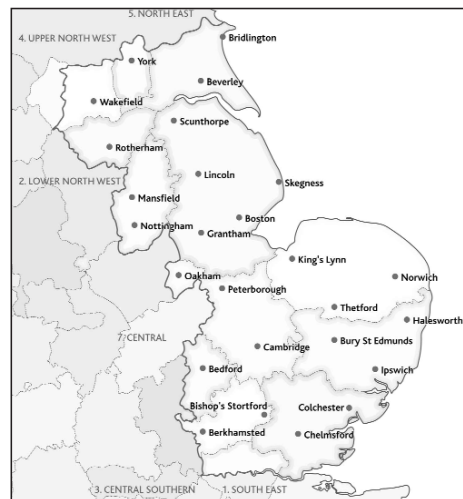 5. NORTH EAST
4. UPPER NORTH WEST
Bridlington
York
Beverley
Wakefield
Scunthorpe
Rotherham
2. LOWER NORTH WEST
Lincoln
Skegness
Mansfield
Boston
Nottingham
Grantham
King's Lynn
Oakham
Norwich
Peterborough
Thetford
Halesworth
7. CENTRAL
Bury St Edmunds
Cambridge
Bedford
Ipswich
Bishop's Stortford
Colchester
Berkhamsted
Chelmsford
3. CENTRAL SOUTHERN
1. SOUTH EAST